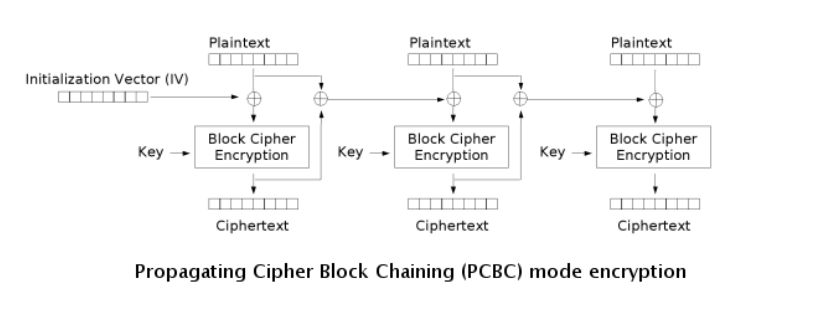 Plaintext
Plaintext
Plaintext
Initialization Vector (IV)
Key
Block Cipher
Encryption
Key
Block Cipher
Encryption
Key
Block Cipher
Encryption
Ciphertext
Ciphertext
Ciphertext
Propagating Cipher Block Chaining (PCBC) mode encryption